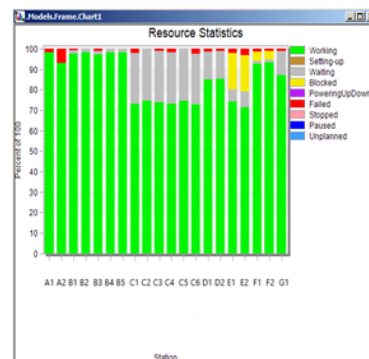 .Models.Frame.Chart1
Resource Statistics
Percent of 100
100
90
80
70
60
50
40
30
20
10
0
A1 A2 B1 B2 B3 B4 B5 C1 C2 C3 C4 C5 C6 D1 D2 E1 E2 F1 F2 G1
Station
Working
Setting-up
Waiting
Blocked
PoweringUpDown
Failed
Stopped
Paused
Unplanned